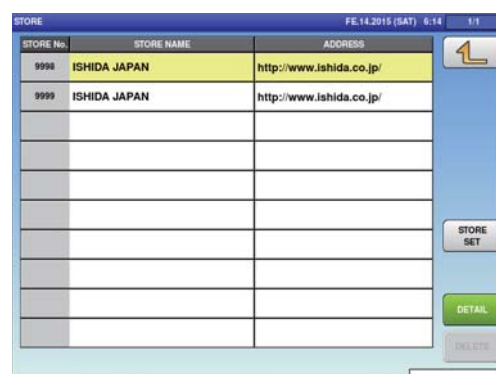 STORE FE.14.2015 (SAT) 6:14 1/1
STORE No. STORE NAME ADDRESS
9998 ISHIDA JAPAN http://www.ishida.co.jp/
9999 ISHIDA JAPAN http://www.ishida.co.jp/
STORE
SET
DETAIL
DELETE